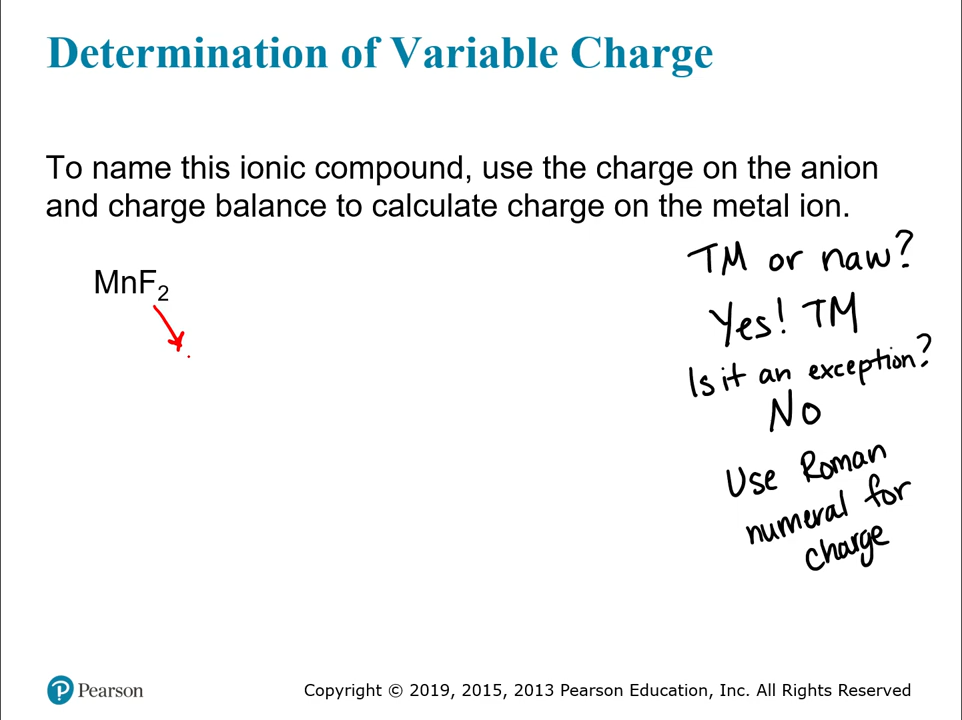 Determination of Variable Charge
To name this ionic compound, use the charge on the anion
and charge balance to calculate charge on the metal ion.
MnF₂
TM or naw?
Yes! TM
Is it an exception?
No
Use Roman
numeral for
charge
Pearson
Copyright © 2019, 2015, 2013 Pearson Education, Inc. All Rights Reserved